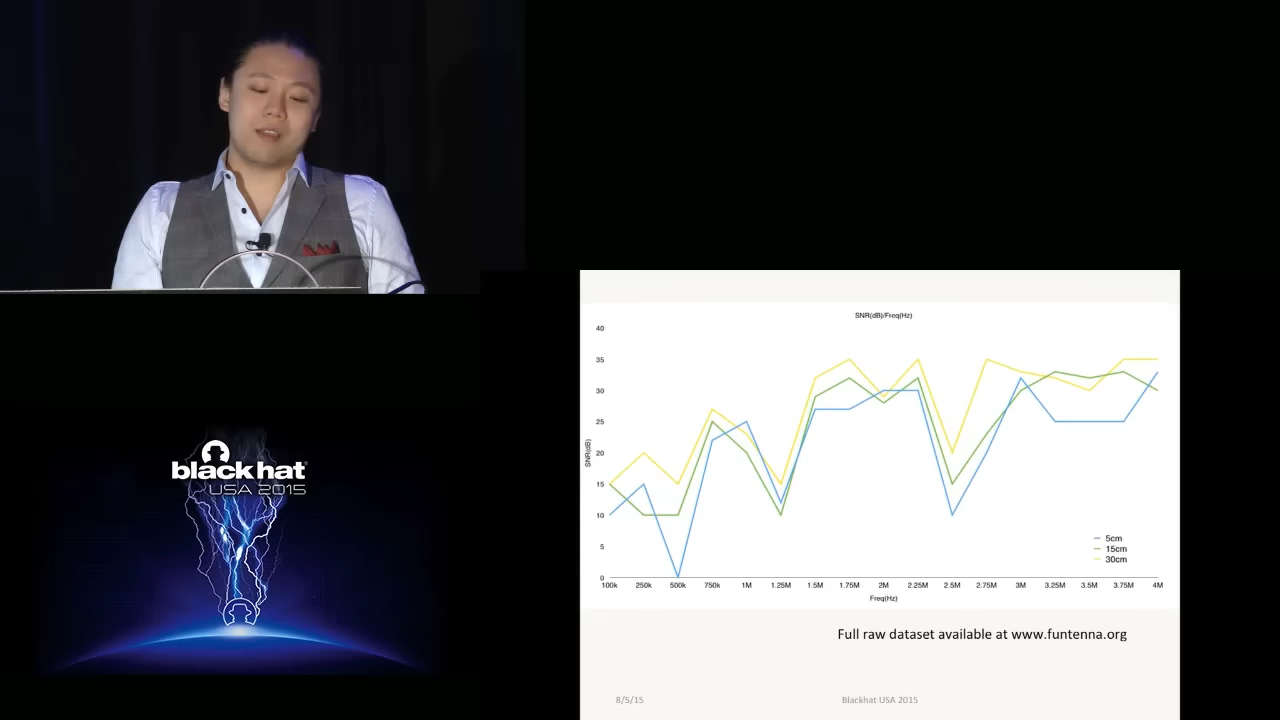 black hat
USA 2015
SNR(dB)/Freq(Hz)
40
35
30
25
20
15
10
5
0
SNR(dB)
100k 250k 500k 750k 1M 1.25M 1.5M 1.75M 2M 2.25M 2.5M 2.75M 3M 3.25M 3.5M 3.75M 4M
Freq(Hz)
5cm
15cm
30cm
Full raw dataset available at www.funtenna.org
8/5/15 Blackhat USA 2015